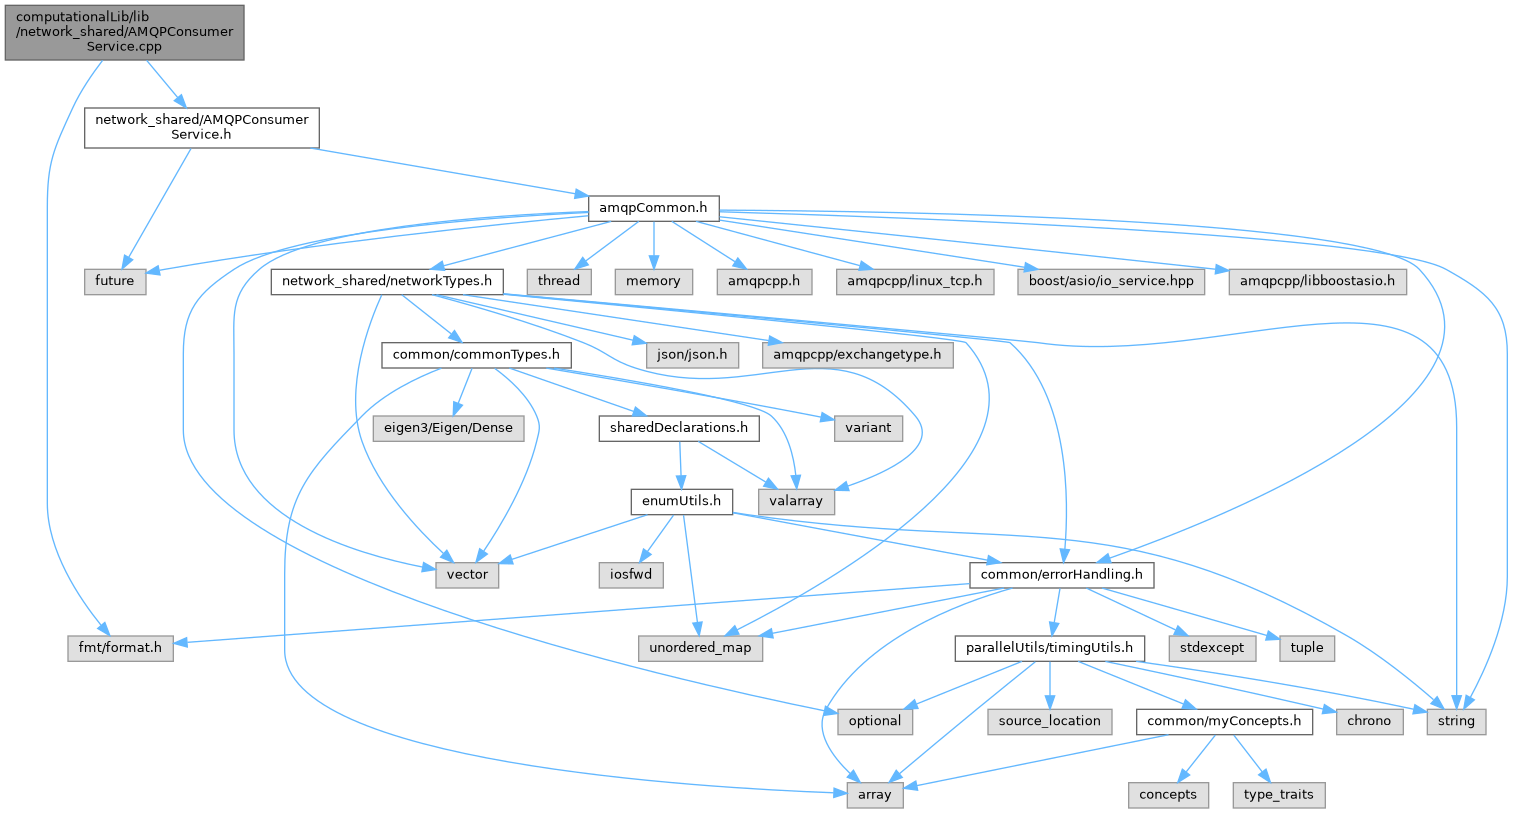 computationalLib/lib
/network_shared/AMQPConsumer
Service.cpp
network_shared/AMQPConsumer
Service.h
amqpCommon.h
future
network_shared/networkTypes.h
thread
memory
amqpcpp.h
amqpcpp/linux_tcp.h
boost/asio/io_service.hpp
amqpcpp/libboostasio.h
common/commonTypes.h
json/json.h
amqpcpp/exchangetype.h
eigen3/Eigen/Dense
sharedDeclarations.h
variant
enumUtils.h
valarray
vector
iosfwd
common/errorHandling.h
fmt/format.h
unordered_map
parallelUtils/timingUtils.h
stdexcept
tuple
optional
source_location
common/myConcepts.h
chrono
string
array
concepts
type_traits